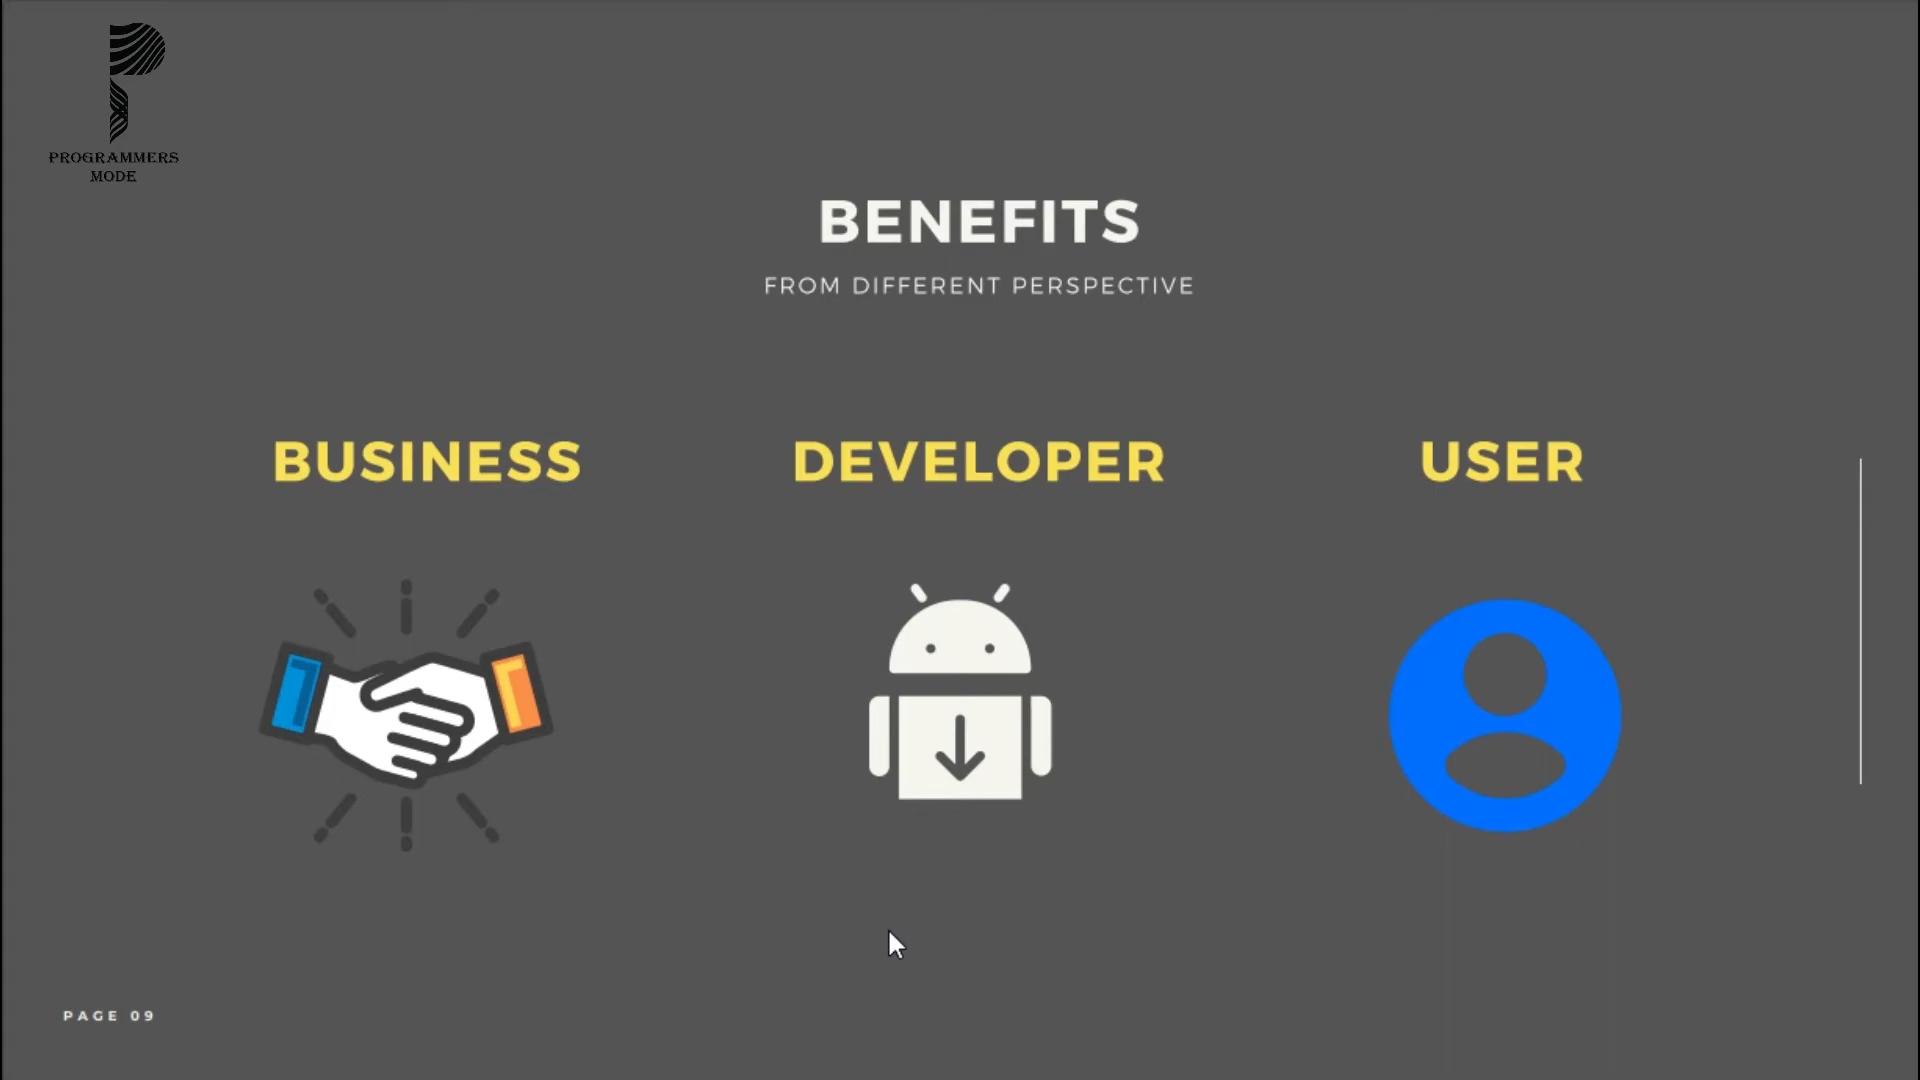 PROGRAMMERS
MODE
BENEFITS
FROM DIFFERENT PERSPECTIVE
BUSINESS
DEVELOPER
USER
PAGE 09